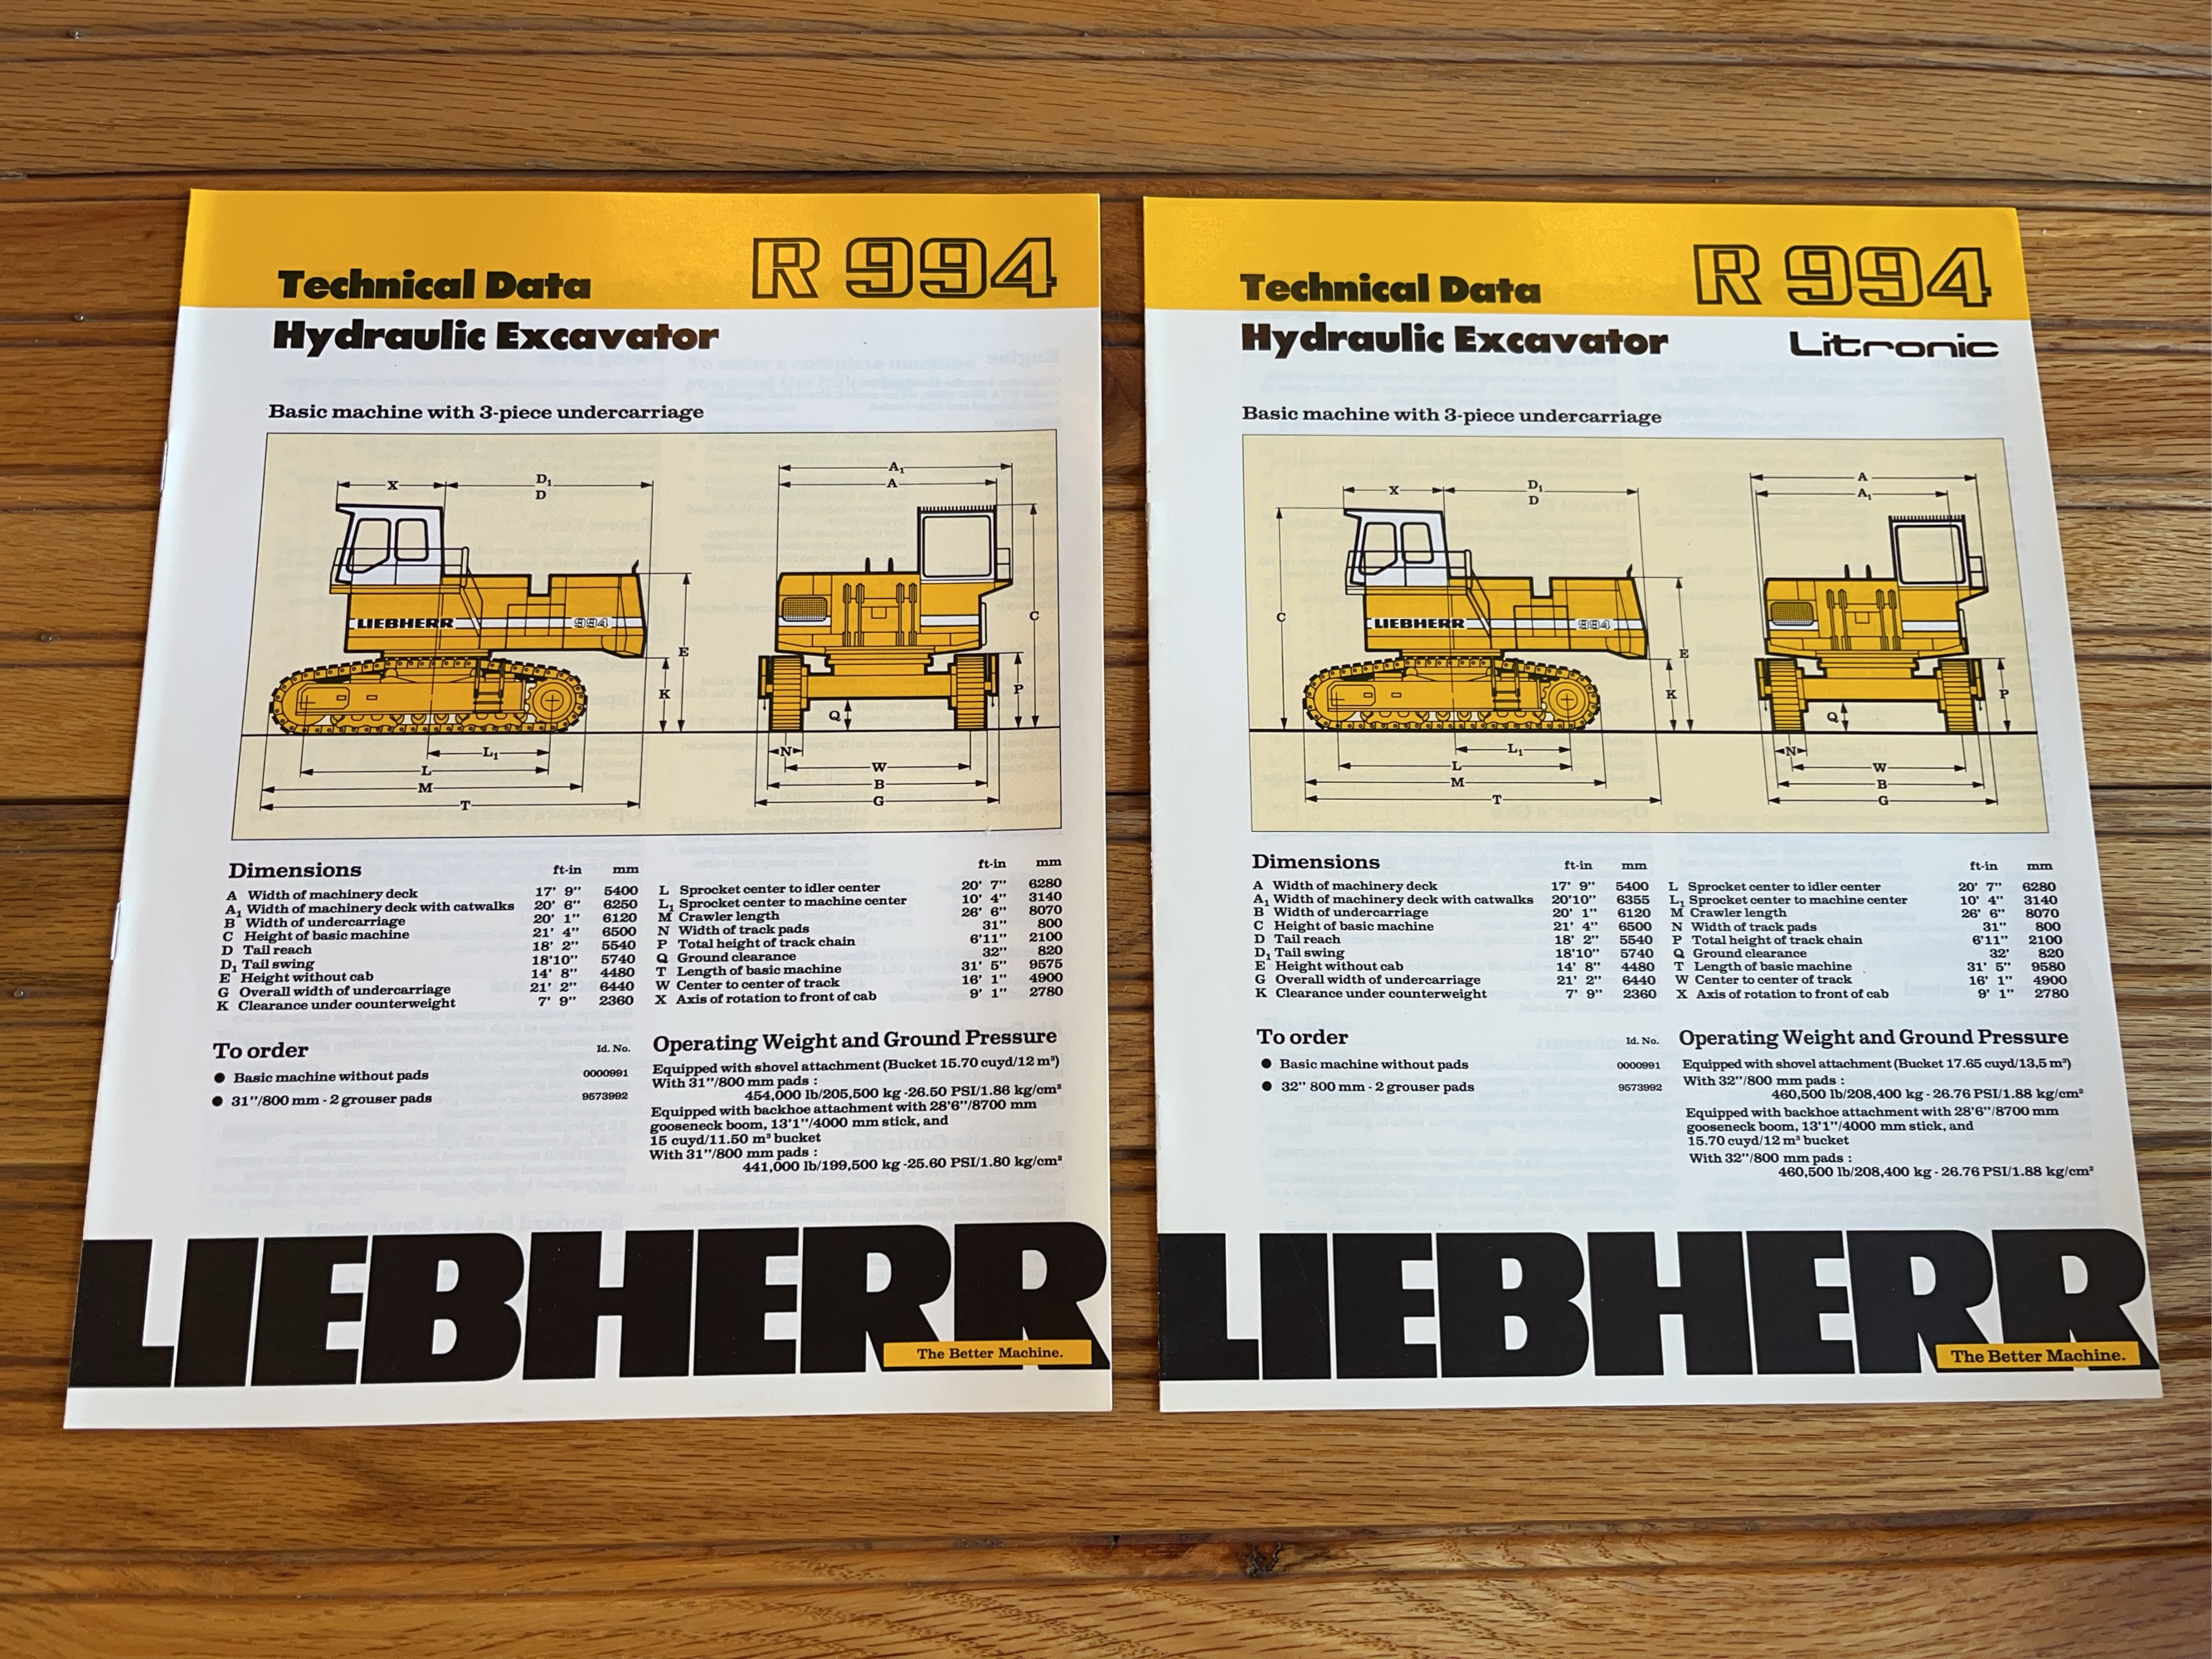 Technical Data
R 994
Hydraulic Excavator
Basic machine with 3-piece undercarriage
A₁
X D₁ A
D
C
LIEBHERR 994
E
K P
Q
L₁ N
L W
M B
T G
Dimensions ft-in mm
A Width of machinery deck 17' 9" 5400
A₁ Width of machinery deck with catwalks 20' 6" 6250
B Width of undercarriage 20' 1" 6120
C Height of basic machine 21' 4" 6500
D Tail reach 18' 2" 5540
D₁ Tail swing 18'10" 5740
E Height without cab 14' 8" 4480
G Overall width of undercarriage 21' 2" 6440
K Clearance under counterweight 7' 9" 2360
ft-in mm
L Sprocket center to idler center 20' 7" 6280
L₁ Sprocket center to machine center 10' 4" 3140
M Crawler length 26' 6" 8070
N Width of track pads 31" 800
P Total height of track chain 6'11" 2100
Q Ground clearance 32" 820
T Length of basic machine 31' 5" 9575
W Center to center of track 16' 1" 4900
X Axis of rotation to front of cab 9' 1" 2780
To order Id. No.
● Basic machine without pads 0000991
● 31"/800 mm - 2 grouser pads 9573992
Operating Weight and Ground Pressure
Equipped with shovel attachment (Bucket 15.70 cuyd/12 m³)
With 31"/800 mm pads :
454,000 lb/205,500 kg -26.50 PSI/1.86 kg/cm²
Equipped with backhoe attachment with 28'6"/8700 mm
gooseneck boom, 13'1"/4000 mm stick, and
15 cuyd/11.50 m³ bucket
With 31"/800 mm pads :
441,000 lb/199,500 kg -25.60 PSI/1.80 kg/cm²
LIEBHERR
The Better Machine.
Technical Data
R 994
Hydraulic Excavator
Litronic
Basic machine with 3-piece undercarriage
A
X D₁ A₁
D
C
LIEBHERR 994
E
K P
Q
L₁ N
L W
M B
T G
Dimensions ft-in mm
A Width of machinery deck 17' 9" 5400
A₁ Width of machinery deck with catwalks 20'10" 6355
B Width of undercarriage 20' 1" 6120
C Height of basic machine 21' 4" 6500
D Tail reach 18' 2" 5540
D₁ Tail swing 18'10" 5740
E Height without cab 14' 8" 4480
G Overall width of undercarriage 21' 2" 6440
K Clearance under counterweight 7' 9" 2360
ft-in mm
L Sprocket center to idler center 20' 7" 6280
L₁ Sprocket center to machine center 10' 4" 3140
M Crawler length 26' 6" 8070
N Width of track pads 31" 800
P Total height of track chain 6'11" 2100
Q Ground clearance 32' 820
T Length of basic machine 31' 5" 9580
W Center to center of track 16' 1" 4900
X Axis of rotation to front of cab 9' 1" 2780
To order Id. No.
● Basic machine without pads 0000991
● 32" 800 mm - 2 grouser pads 9573992
Operating Weight and Ground Pressure
Equipped with shovel attachment (Bucket 17.65 cuyd/13,5 m³)
With 32"/800 mm pads :
460,500 lb/208,400 kg - 26.76 PSI/1.88 kg/cm²
Equipped with backhoe attachment with 28'6"/8700 mm
gooseneck boom, 13'1"/4000 mm stick, and
15.70 cuyd/12 m³ bucket
With 32"/800 mm pads :
460,500 lb/208,400 kg - 26.76 PSI/1.88 kg/cm²
LIEBHERR
The Better Machine.